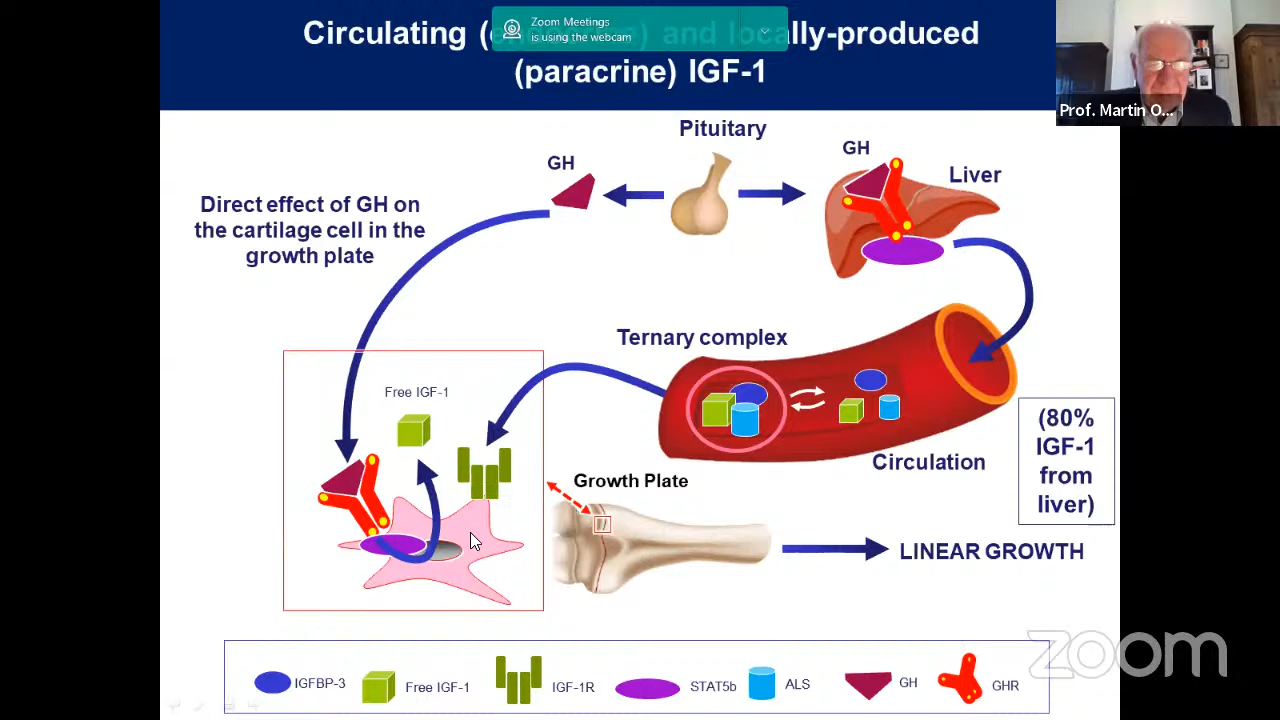 Circulating ( and locally-produced
(paracrine) IGF-1
Zoom Meetings
is using the webcam
Prof. Martin O...
Pituitary
GH
GH
Liver
Direct effect of GH on
the cartilage cell in the
growth plate
Ternary complex
Free IGF-1
(80%
IGF-1
from
liver)
Circulation
Growth Plate
LINEAR GROWTH
zoom
IGFBP-3
Free IGF-1
IGF-1R
STAT5b
ALS
GH
GHR